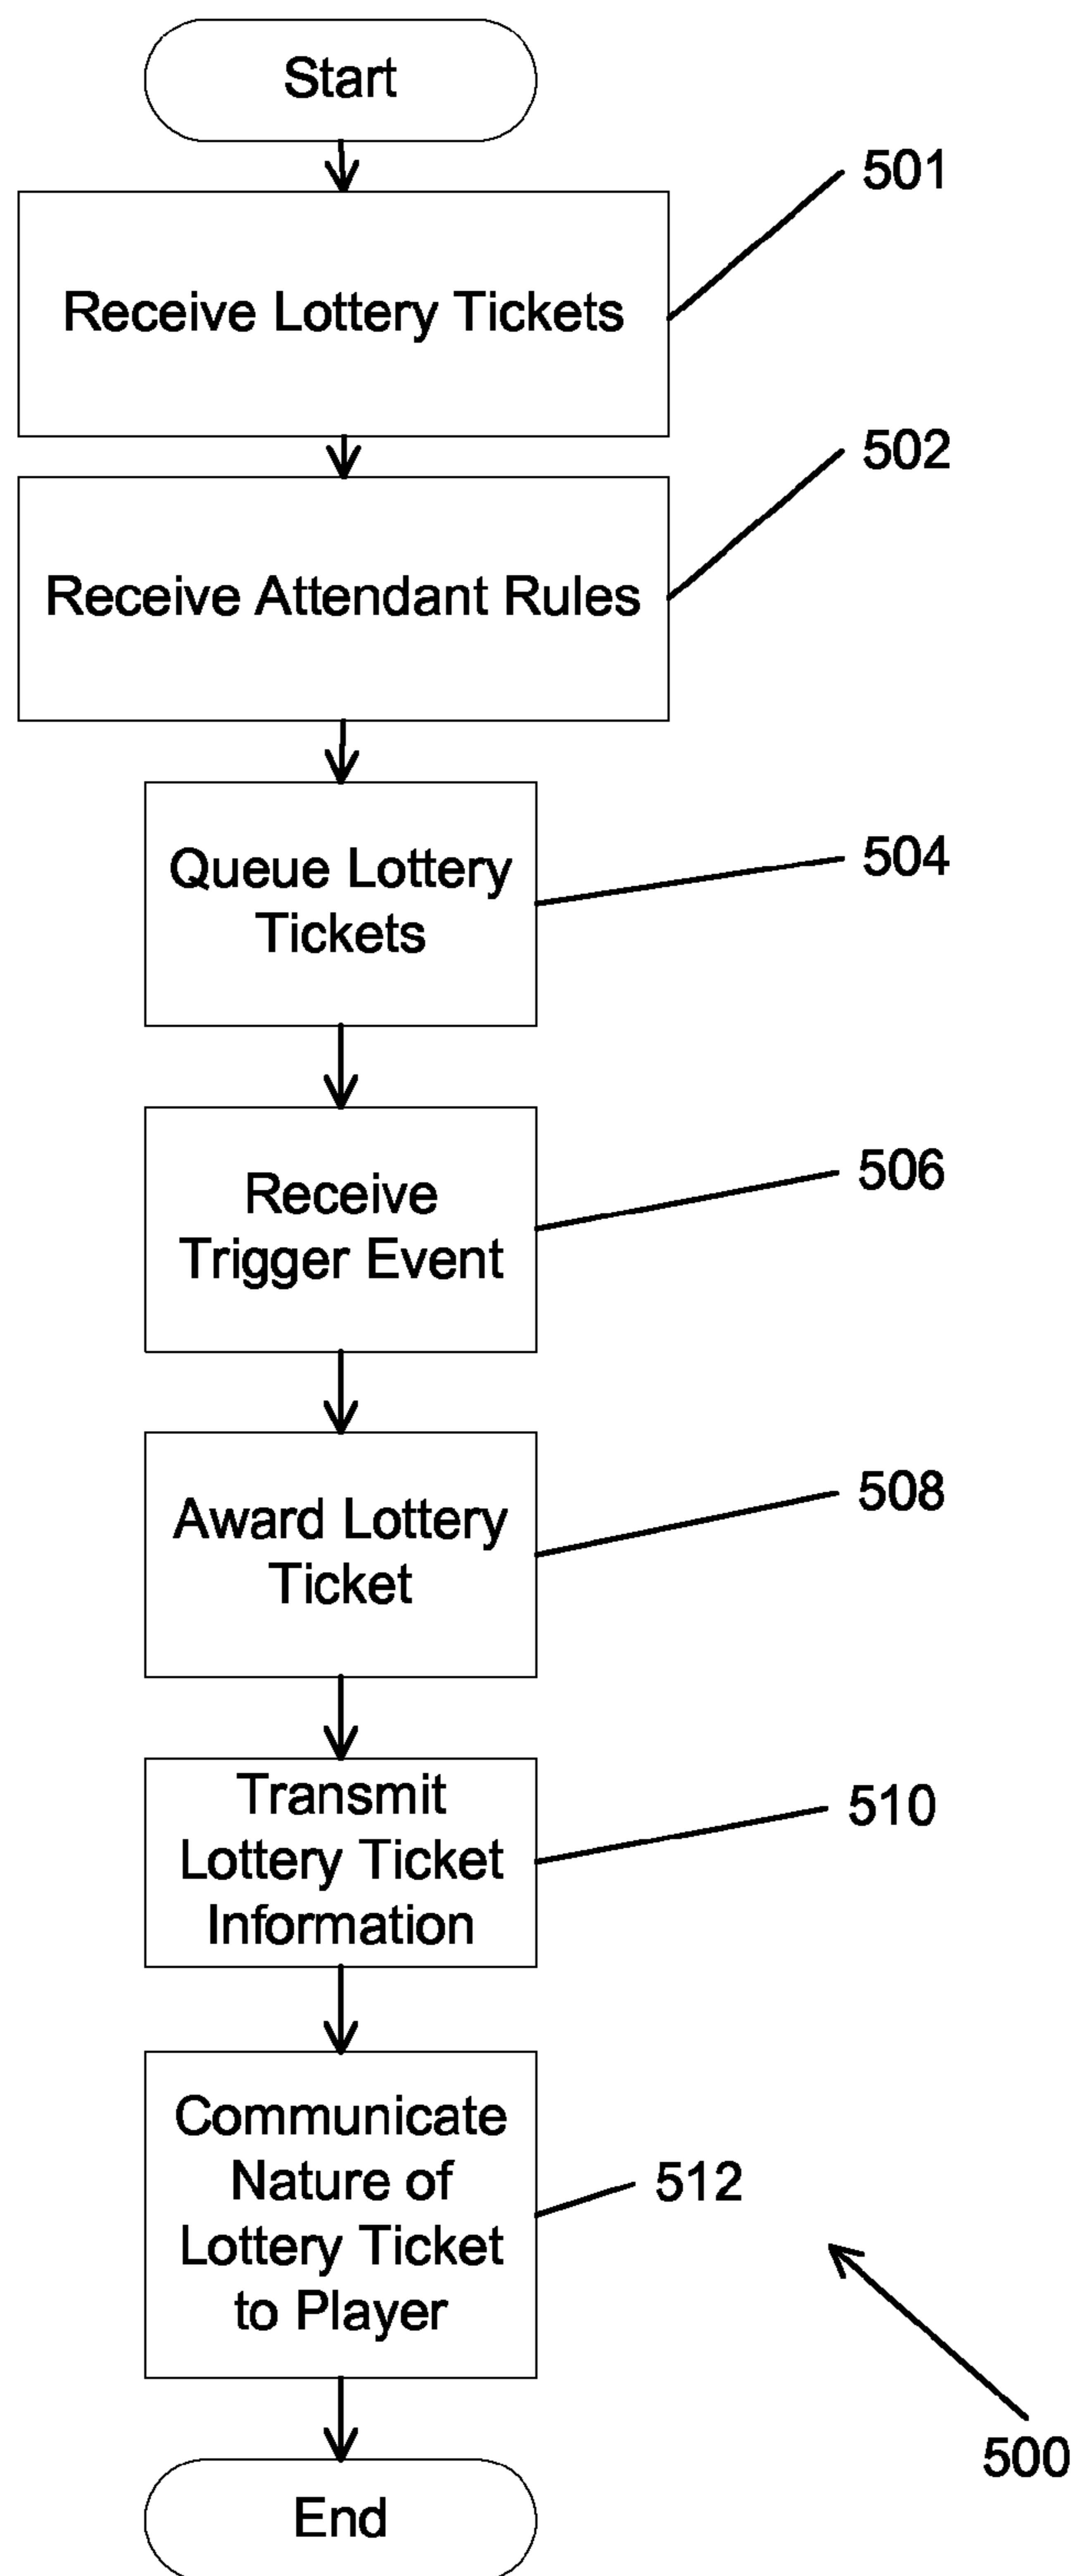 Start
501
Receive Lottery Tickets
502
Receive Attendant Rules
504
Queue Lottery
Tickets
506
Receive
Trigger Event
508
Award Lottery
Ticket
510
Transmit
Lottery Ticket
Information
512
Communicate
Nature of
Lottery Ticket
to Player
500
End